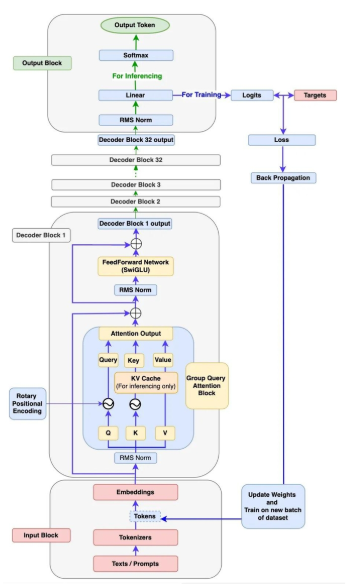 Output Token
Softmax
Output Block
For Inferencing
Linear
For Training
Logits
Targets
RMS Norm
Loss
Decoder Block 32 output
Decoder Block 32
Back Propagation
Decoder Block 3
Decoder Block 2
Decoder Block 1
Decoder Block 1 output
FeedForward Network
(SwiGLU)
RMS Norm
Attention Output
Query
Key
Value
KV Cache
(For inferencing only)
Group Query
Attention
Block
Rotary
Positional
Encoding
Q
K
V
RMS Norm
Embeddings
Update Weights
and
Train on new batch
of dataset
Tokens
Input Block
Tokenizers
Texts / Prompts